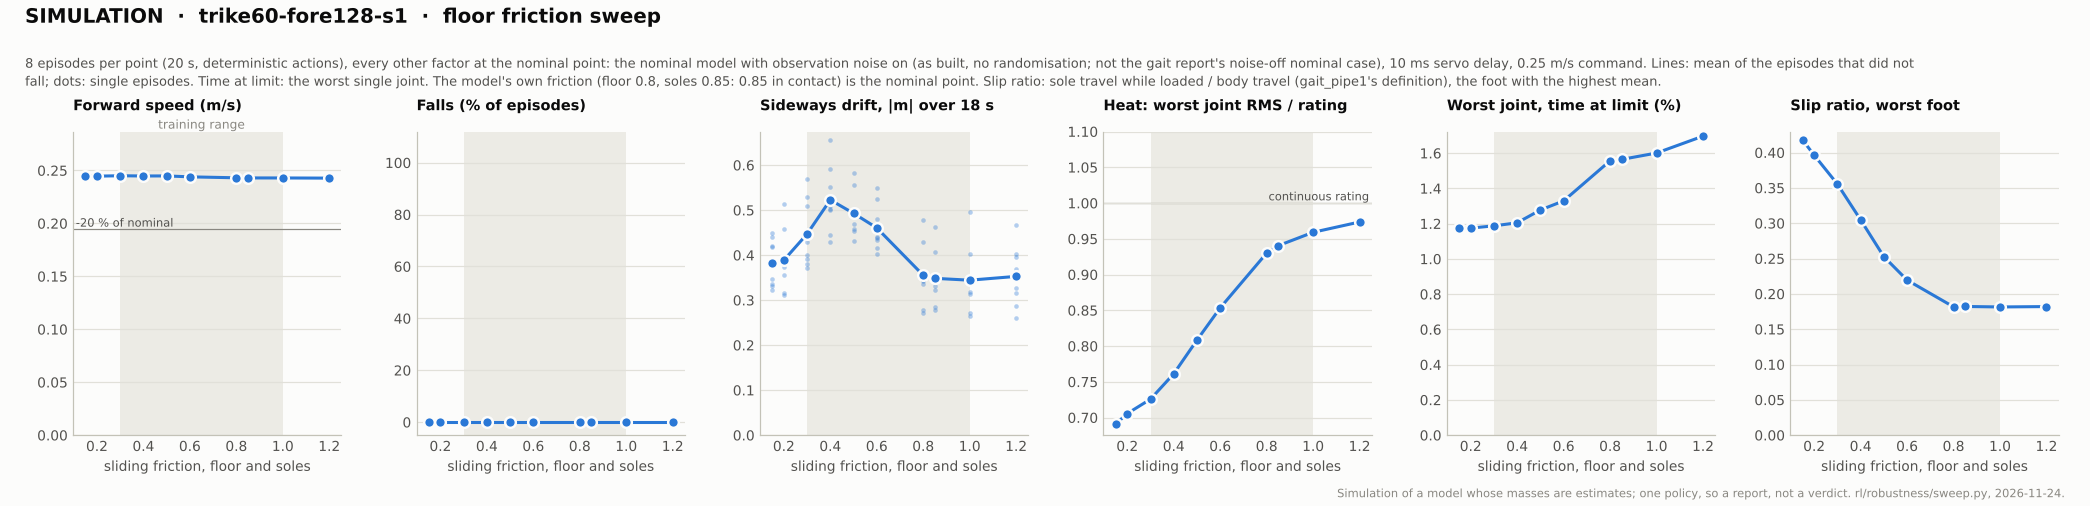 SIMULATION · trike60-fore128-s1 · floor friction sweep
8 episodes per point (20 s, deterministic actions), every other factor at the nominal point: the nominal model with observation noise on (as built, no randomisation; not the gait report's noise-off nominal case), 10 ms servo delay, 0.25 m/s command. Lines: mean of the episodes that did not
fall; dots: single episodes. Time at limit: the worst single joint. The model's own friction (floor 0.8, soles 0.85: 0.85 in contact) is the nominal point. Slip ratio: sole travel while loaded / body travel (gait_pipe1's definition), the foot with the highest mean.
Forward speed (m/s)
training range
0.25
0.20
0.15
0.10
0.05
0.00
-20 % of nominal
0.2 0.4 0.6 0.8 1.0 1.2
sliding friction, floor and soles
Falls (% of episodes)
100
80
60
40
20
0
0.2 0.4 0.6 0.8 1.0 1.2
sliding friction, floor and soles
Sideways drift, |m| over 18 s
0.6
0.5
0.4
0.3
0.2
0.1
0.0
0.2 0.4 0.6 0.8 1.0 1.2
sliding friction, floor and soles
Heat: worst joint RMS / rating
1.10
1.05
1.00
0.95
0.90
0.85
0.80
0.75
0.70
continuous rating
0.2 0.4 0.6 0.8 1.0 1.2
sliding friction, floor and soles
Worst joint, time at limit (%)
1.6
1.4
1.2
1.0
0.8
0.6
0.4
0.2
0.0
0.2 0.4 0.6 0.8 1.0 1.2
sliding friction, floor and soles
Slip ratio, worst foot
0.40
0.35
0.30
0.25
0.20
0.15
0.10
0.05
0.00
0.2 0.4 0.6 0.8 1.0 1.2
sliding friction, floor and soles
Simulation of a model whose masses are estimates; one policy, so a report, not a verdict. rl/robustness/sweep.py, 2026-11-24.